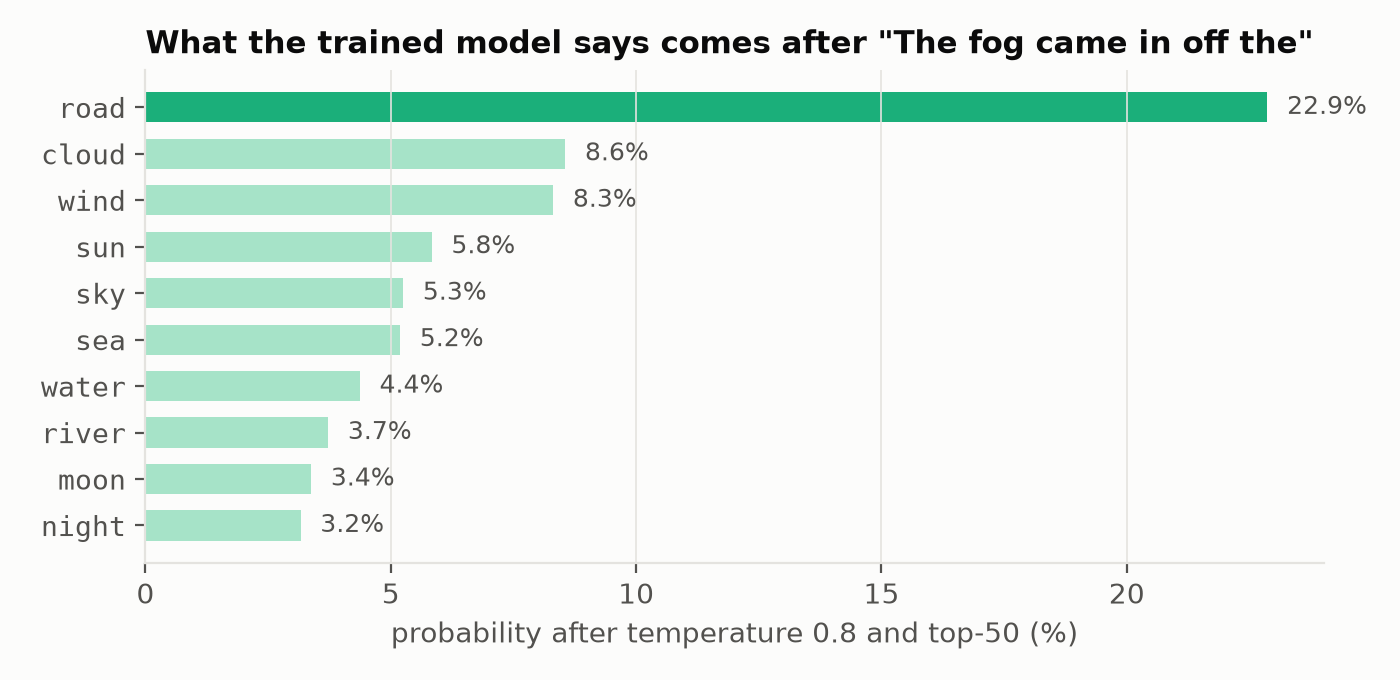 What the trained model says comes after "The fog came in off the"
road 22.9%
cloud 8.6%
wind 8.3%
sun 5.8%
sky 5.3%
sea 5.2%
water 4.4%
river 3.7%
moon 3.4%
night 3.2%
0 5 10 15 20
probability after temperature 0.8 and top-50 (%)